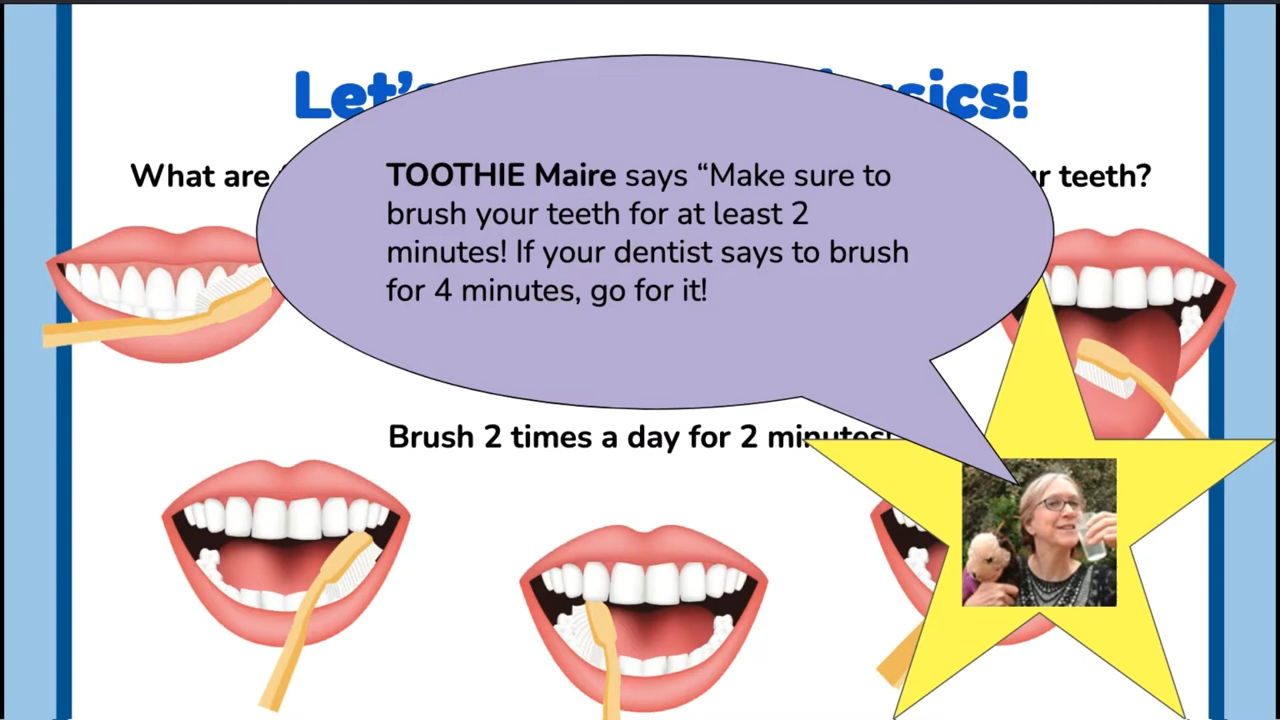 Let's sics!
What are r teeth?
TOOTHIE Maire says “Make sure to
brush your teeth for at least 2
minutes! If your dentist says to brush
for 4 minutes, go for it!
Brush 2 times a day for 2 minutes!